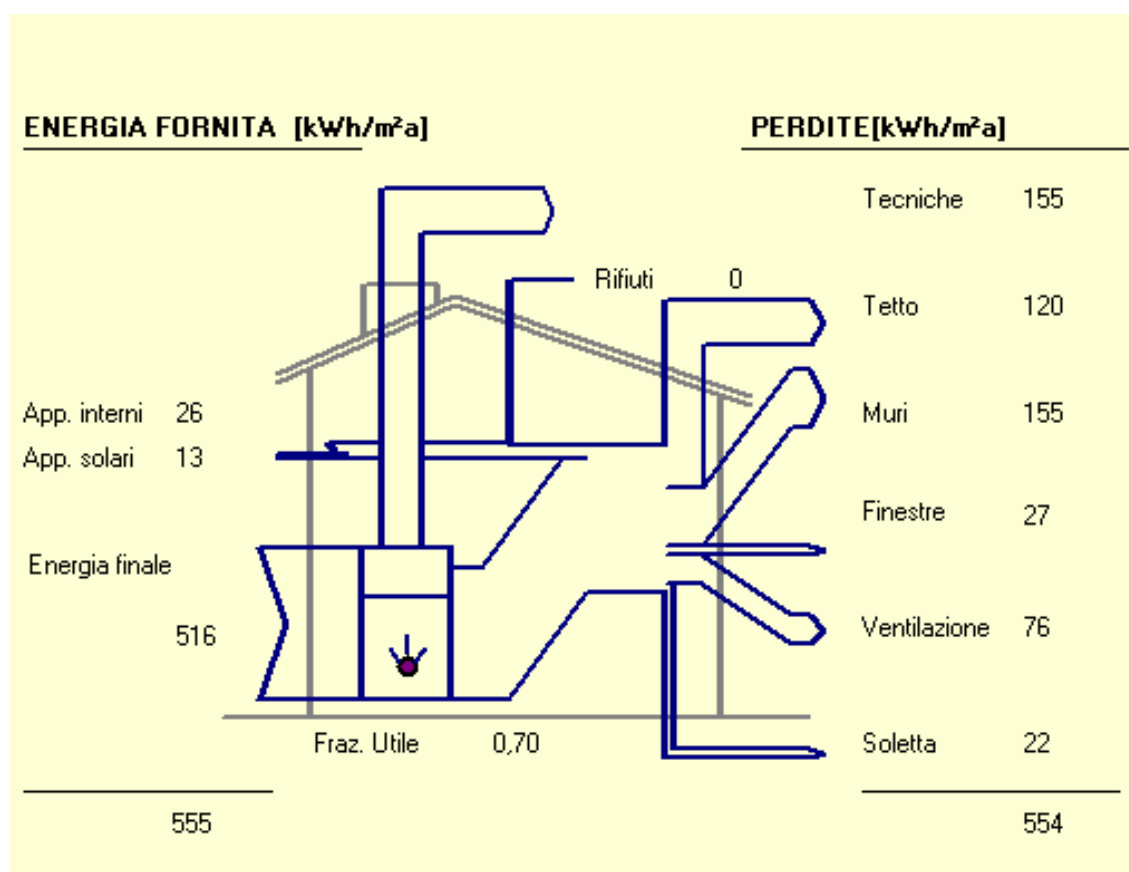 ENERGIA FORNITA [kWh/m²a]
PERDITE[kWh/m²a]
Tecniche 155
Rifiuti 0
Tetto 120
App. interni 26
Muri 155
App. solari 13
Finestre 27
Energia finale
516
Ventilazione 76
Fraz. Utile 0,70
Soletta 22
555
554